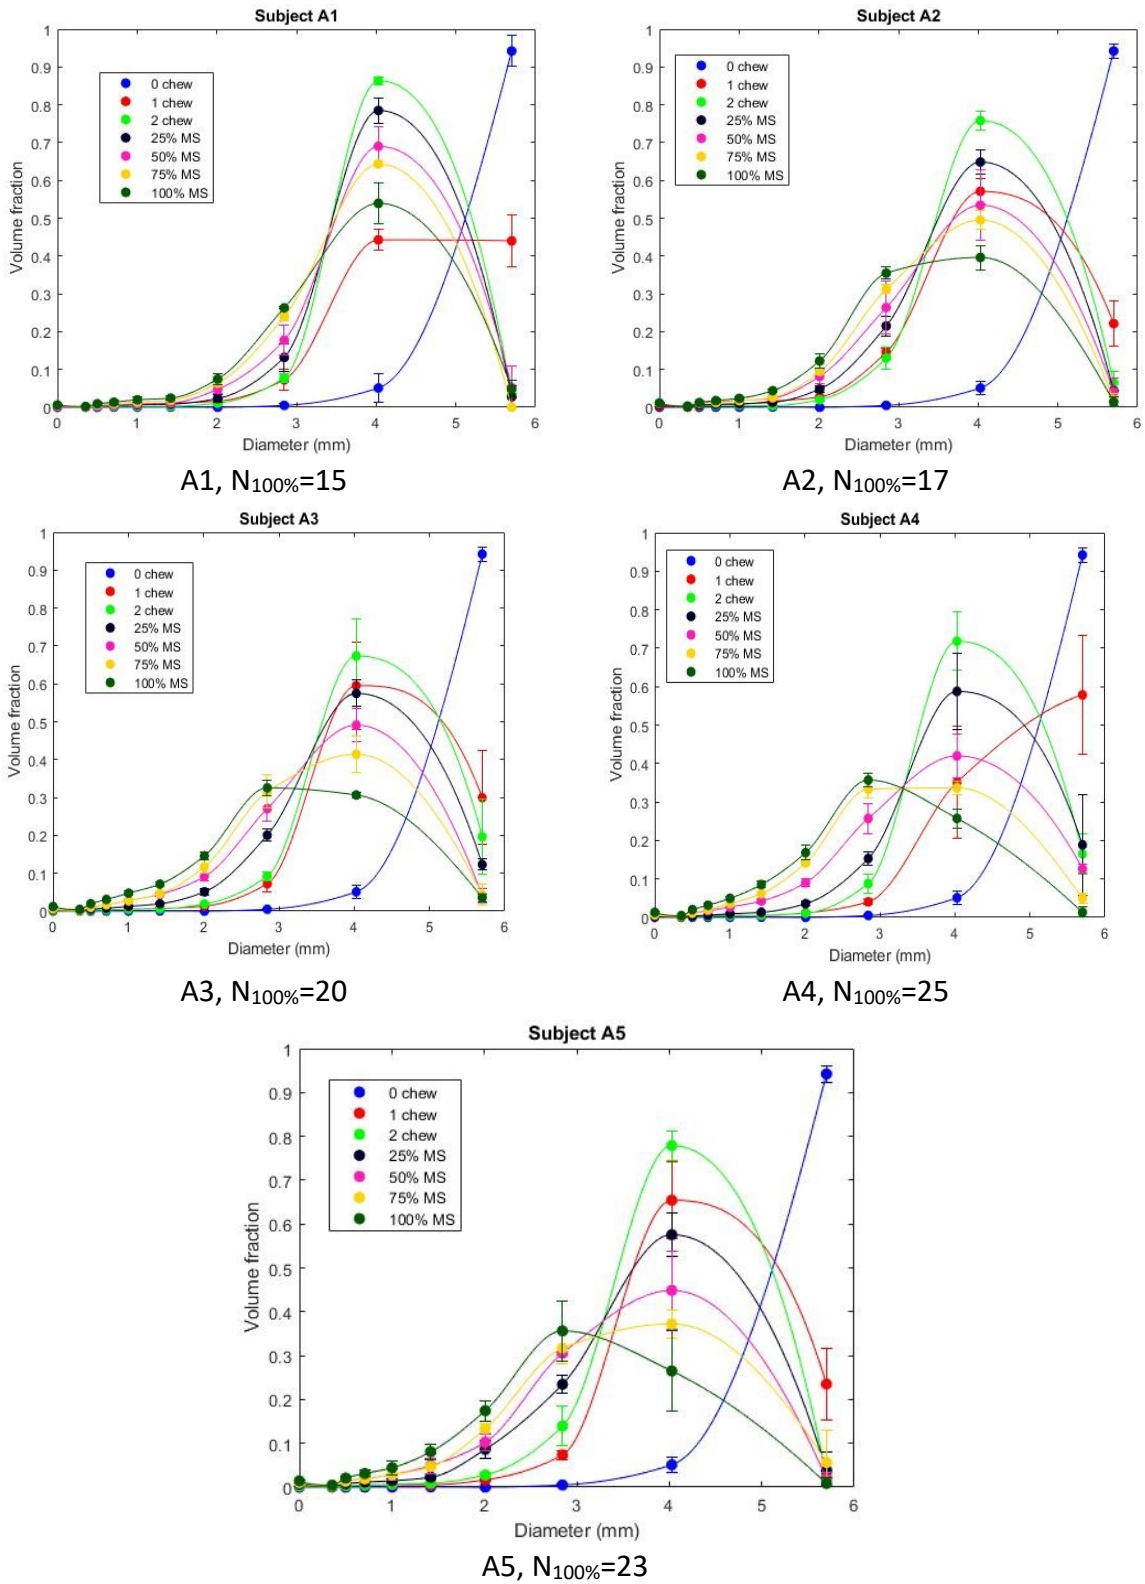 Subject A1
Volume fraction
1
0.9
0.8
0.7
0.6
0.5
0.4
0.3
0.2
0.1
0
0 chew
1 chew
2 chew
25% MS
50% MS
75% MS
100% MS
0 1 2 3 4 5 6
Diameter (mm)
A1, N100%=15
Subject A2
Volume fraction
1
0.9
0.8
0.7
0.6
0.5
0.4
0.3
0.2
0.1
0
0 chew
1 chew
2 chew
25% MS
50% MS
75% MS
100% MS
0 1 2 3 4 5 6
Diameter (mm)
A2, N100%=17
Subject A3
Volume fraction
1
0.9
0.8
0.7
0.6
0.5
0.4
0.3
0.2
0.1
0
0 chew
1 chew
2 chew
25% MS
50% MS
75% MS
100% MS
0 1 2 3 4 5 6
Diameter (mm)
A3, N100%=20
Subject A4
Volume fraction
1
0.9
0.8
0.7
0.6
0.5
0.4
0.3
0.2
0.1
0
0 chew
1 chew
2 chew
25% MS
50% MS
75% MS
100% MS
0 1 2 3 4 5 6
Diameter (mm)
A4, N100%=25
Subject A5
Volume fraction
1
0.9
0.8
0.7
0.6
0.5
0.4
0.3
0.2
0.1
0
0 chew
1 chew
2 chew
25% MS
50% MS
75% MS
100% MS
0 1 2 3 4 5 6
Diameter (mm)
A5, N100%=23